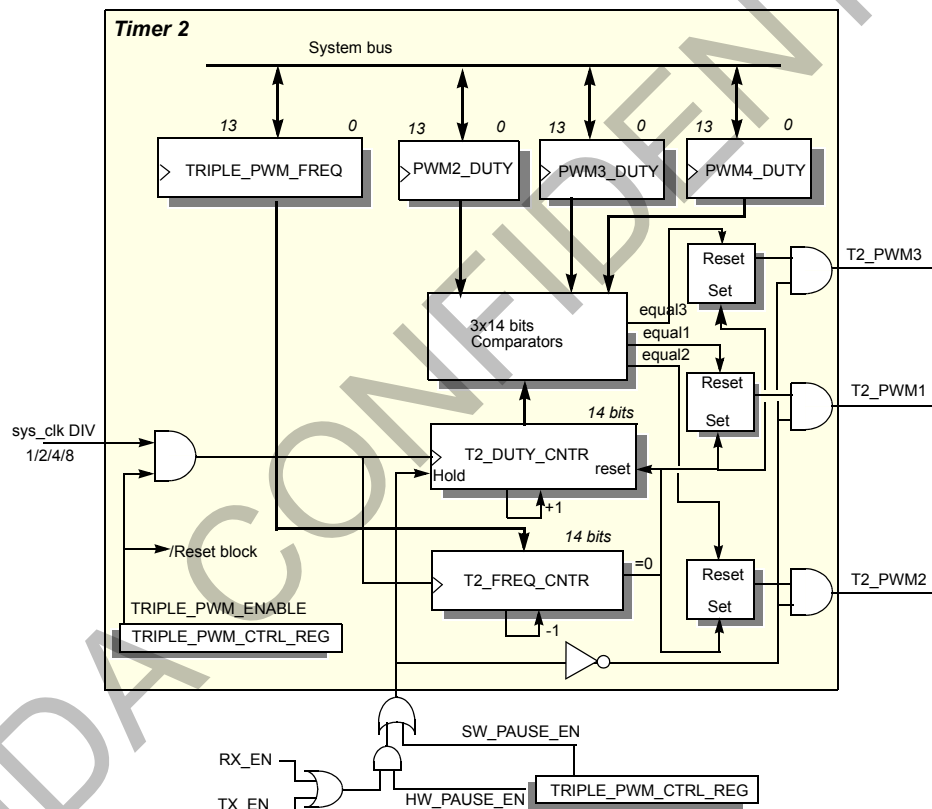 Timer 2
System bus
13 0
13 0
13 0
13 0
TRIPLE_PWM_FREQ
PWM2_DUTY
PWM3_DUTY
PWM4_DUTY
Reset
Set
T2_PWM3
3x14 bits
Comparators
equal3
equal1
equal2
Reset
Set
T2_PWM1
14 bits
sys_clk DIV
1/2/4/8
T2_DUTY_CNTR
reset
Hold
+1
14 bits
/Reset block
T2_FREQ_CNTR
=0
-1
Reset
Set
T2_PWM2
TRIPLE_PWM_ENABLE
TRIPLE_PWM_CTRL_REG
SW_PAUSE_EN
RX_EN
TX_EN
HW_PAUSE_EN
TRIPLE_PWM_CTRL_REG
DA CONFIDENT